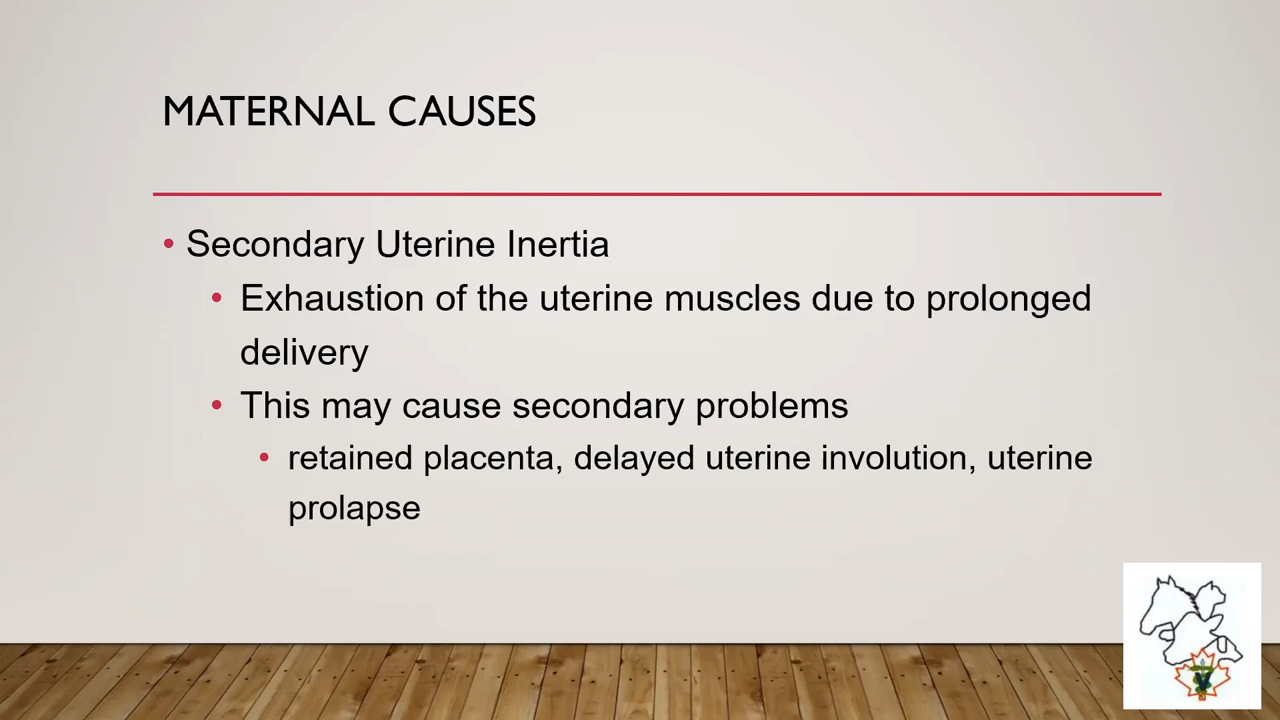 MATERNAL CAUSES
• Secondary Uterine Inertia
• Exhaustion of the uterine muscles due to prolonged
delivery
• This may cause secondary problems
• retained placenta, delayed uterine involution, uterine
prolapse